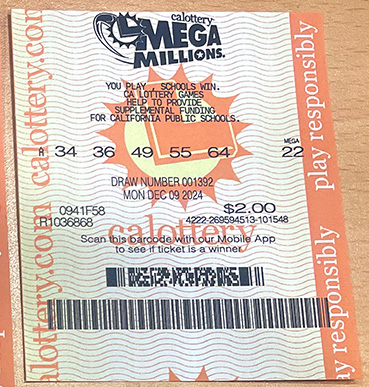 calottery
MEGA
MILLIONS
YOU PLAY, SCHOOLS WIN.
CA LOTTERY GAMES
HELP TO PROVIDE
SUPPLEMENTAL FUNDING
FOR CALIFORNIA PUBLIC SCHOOLS.
MEGA
A 34 36 49 55 64 22
DRAW NUMBER 001392
MON DEC 09 2024
0941F58 $2.00
R1036868 4222-269594513-101548
calottery
Scan this barcode with our Mobile App
to see if ticket is a winner
calottery.com calottery.com
play responsibly
play responsibly